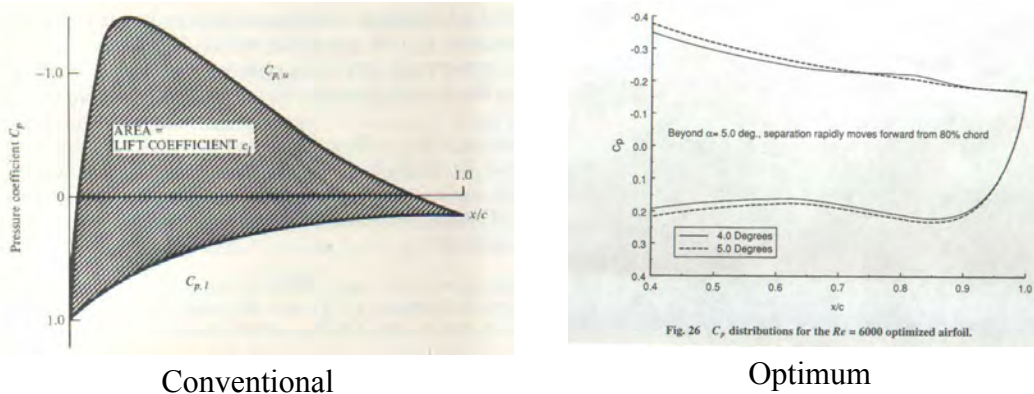 Pressure coefficient Cp
-1.0
0
1.0
Cp, u
AREA =
LIFT COEFFICIENT cl
1.0
x/c
Cp, l
Conventional
Cp
-0.4
-0.3
-0.2
-0.1
0.0
0.1
0.2
0.3
0.4
Beyond α= 5.0 deg., separation rapidly moves forward from 80% chord
4.0 Degrees
5.0 Degrees
0.4 0.5 0.6 0.7 0.8 0.9 1.0
x/c
Fig. 26 Cp distributions for the Re = 6000 optimized airfoil.
Optimum